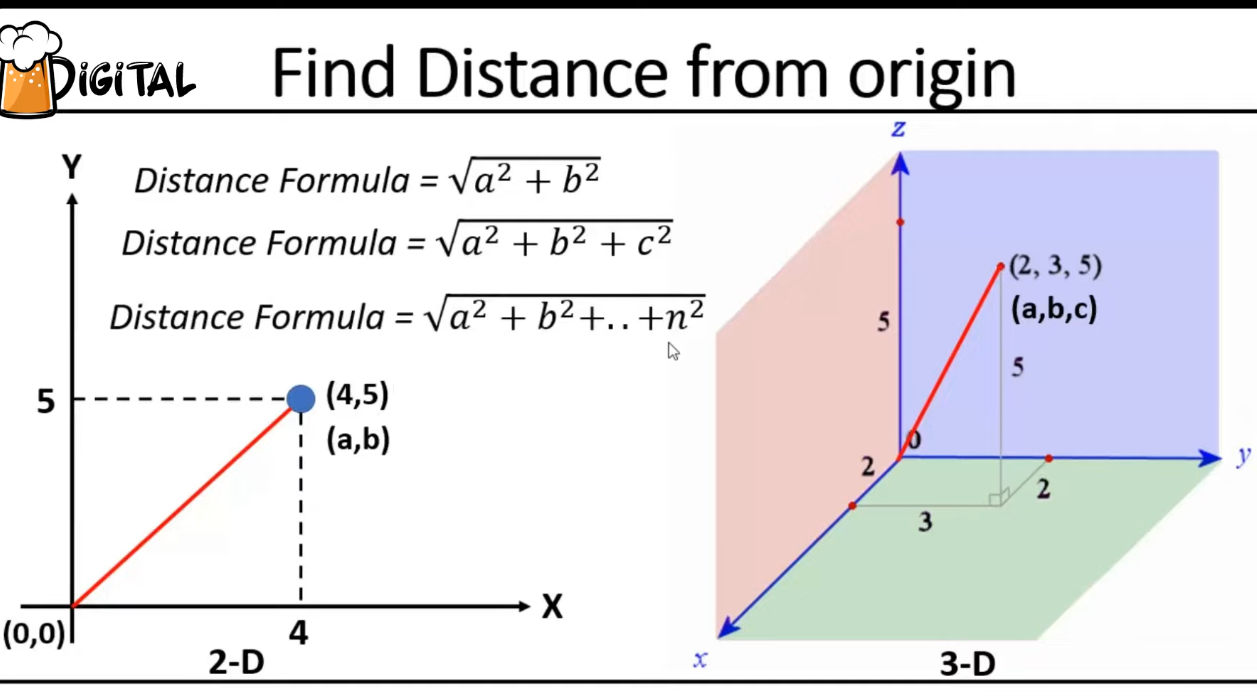 DiGiTAL
Find Distance from origin
Y
Distance Formula = √a² + b²
Distance Formula = √a² + b² + c²
Distance Formula = √a² + b²+..+n²
5
(4,5)
(a,b)
X
(0,0)
4
2-D
z
(2, 3, 5)
(a,b,c)
5
5
0
2
y
2
3
x
3-D